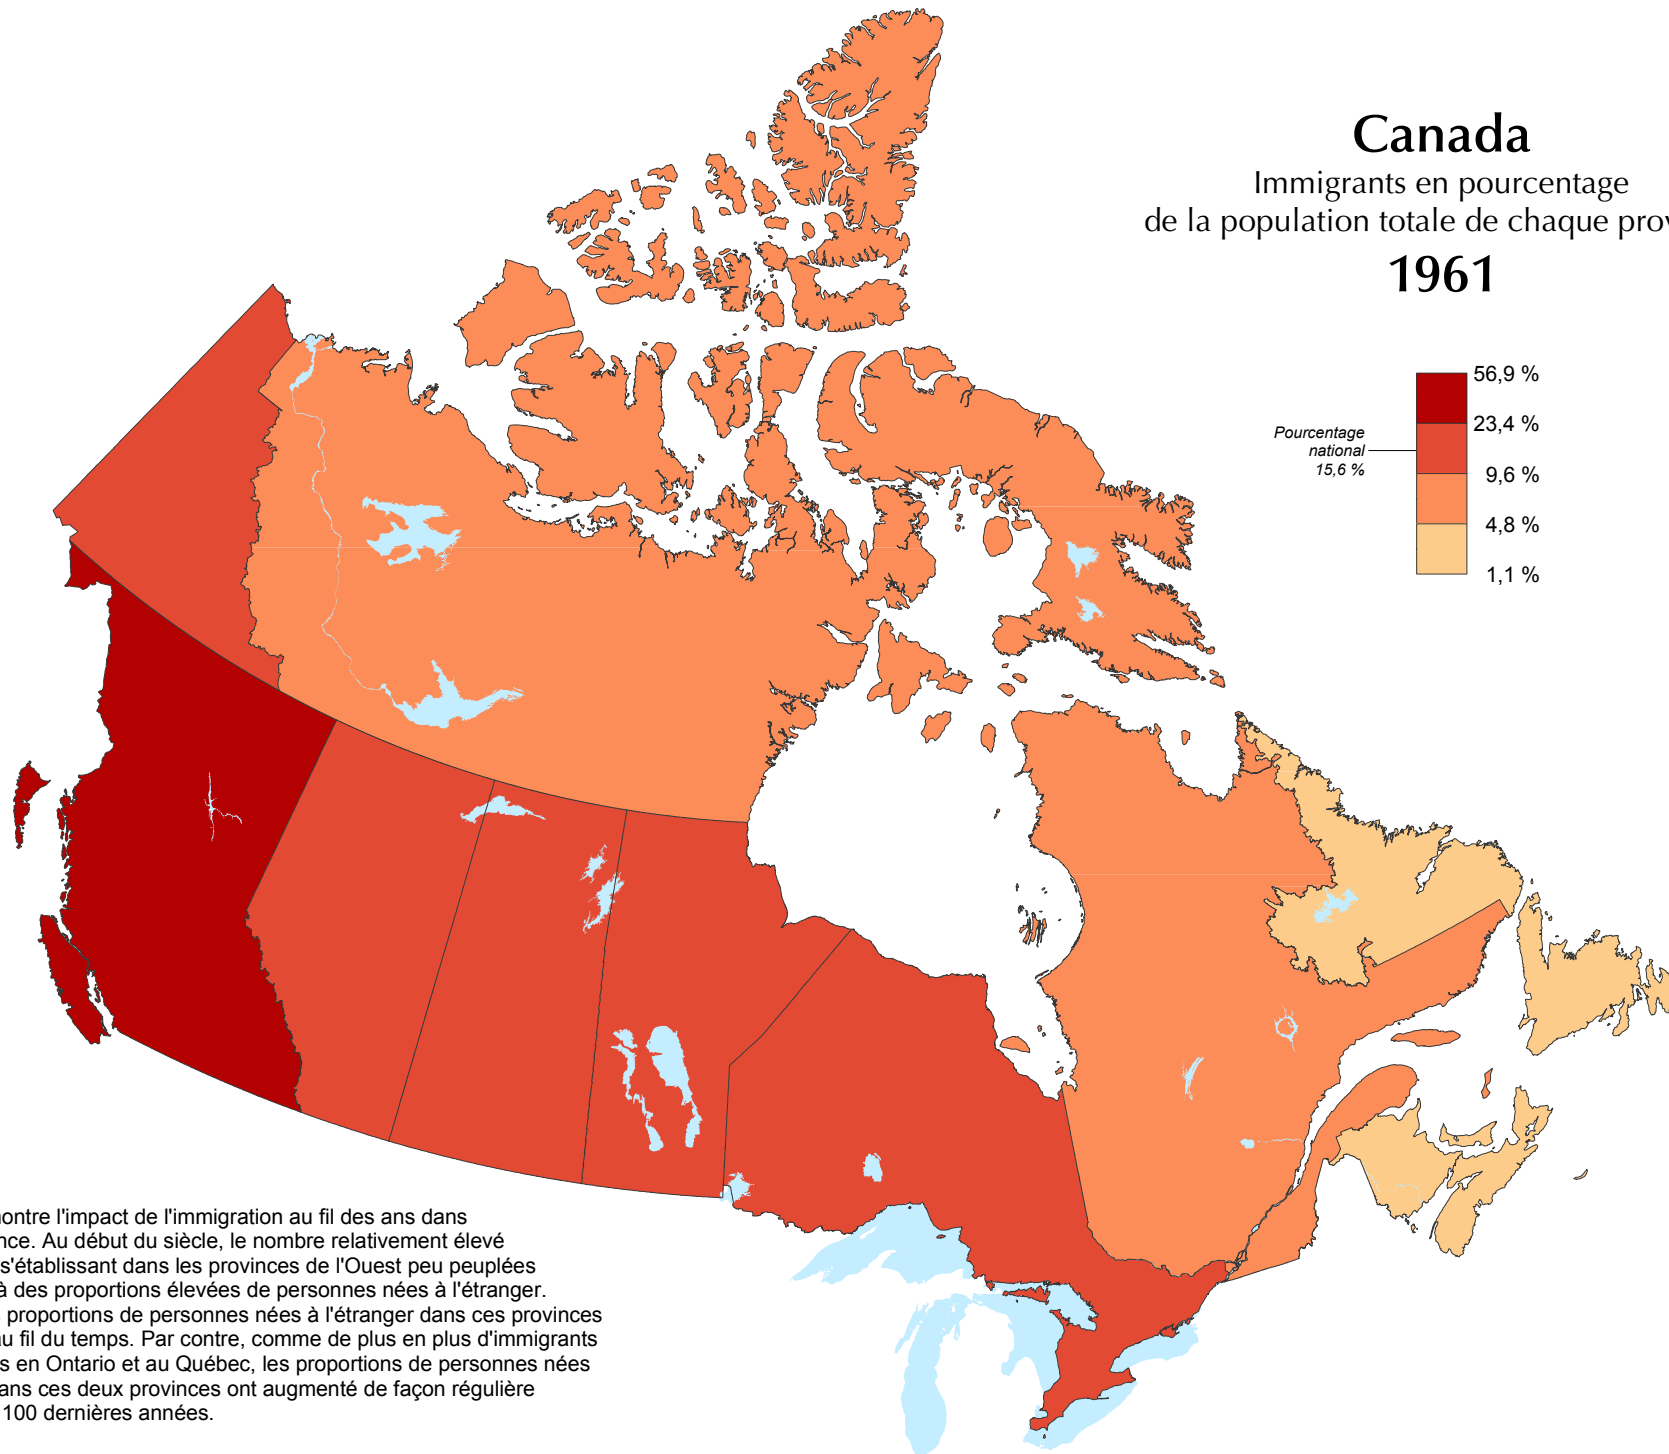 Canada
Immigrants en pourcentage
de la population totale de chaque
1961
56,9 %
23,4 %
Pourcentage
national
15,6 %
9,6 %
4,8 %
1,1 %
l'impact de l'immigration au fil des ans dans
Au début du siècle, le nombre relativement élevé
s'établissant dans les provinces de l'Ouest peu peuplées
à des proportions élevées de personnes nées à l'étranger.
proportions de personnes nées à l'étranger dans ces provinces
au fil du temps. Par contre, comme de plus en plus d'immigrants
en Ontario et au Québec, les proportions de personnes nées
dans ces deux provinces ont augmenté de façon régulière
100 dernières années.